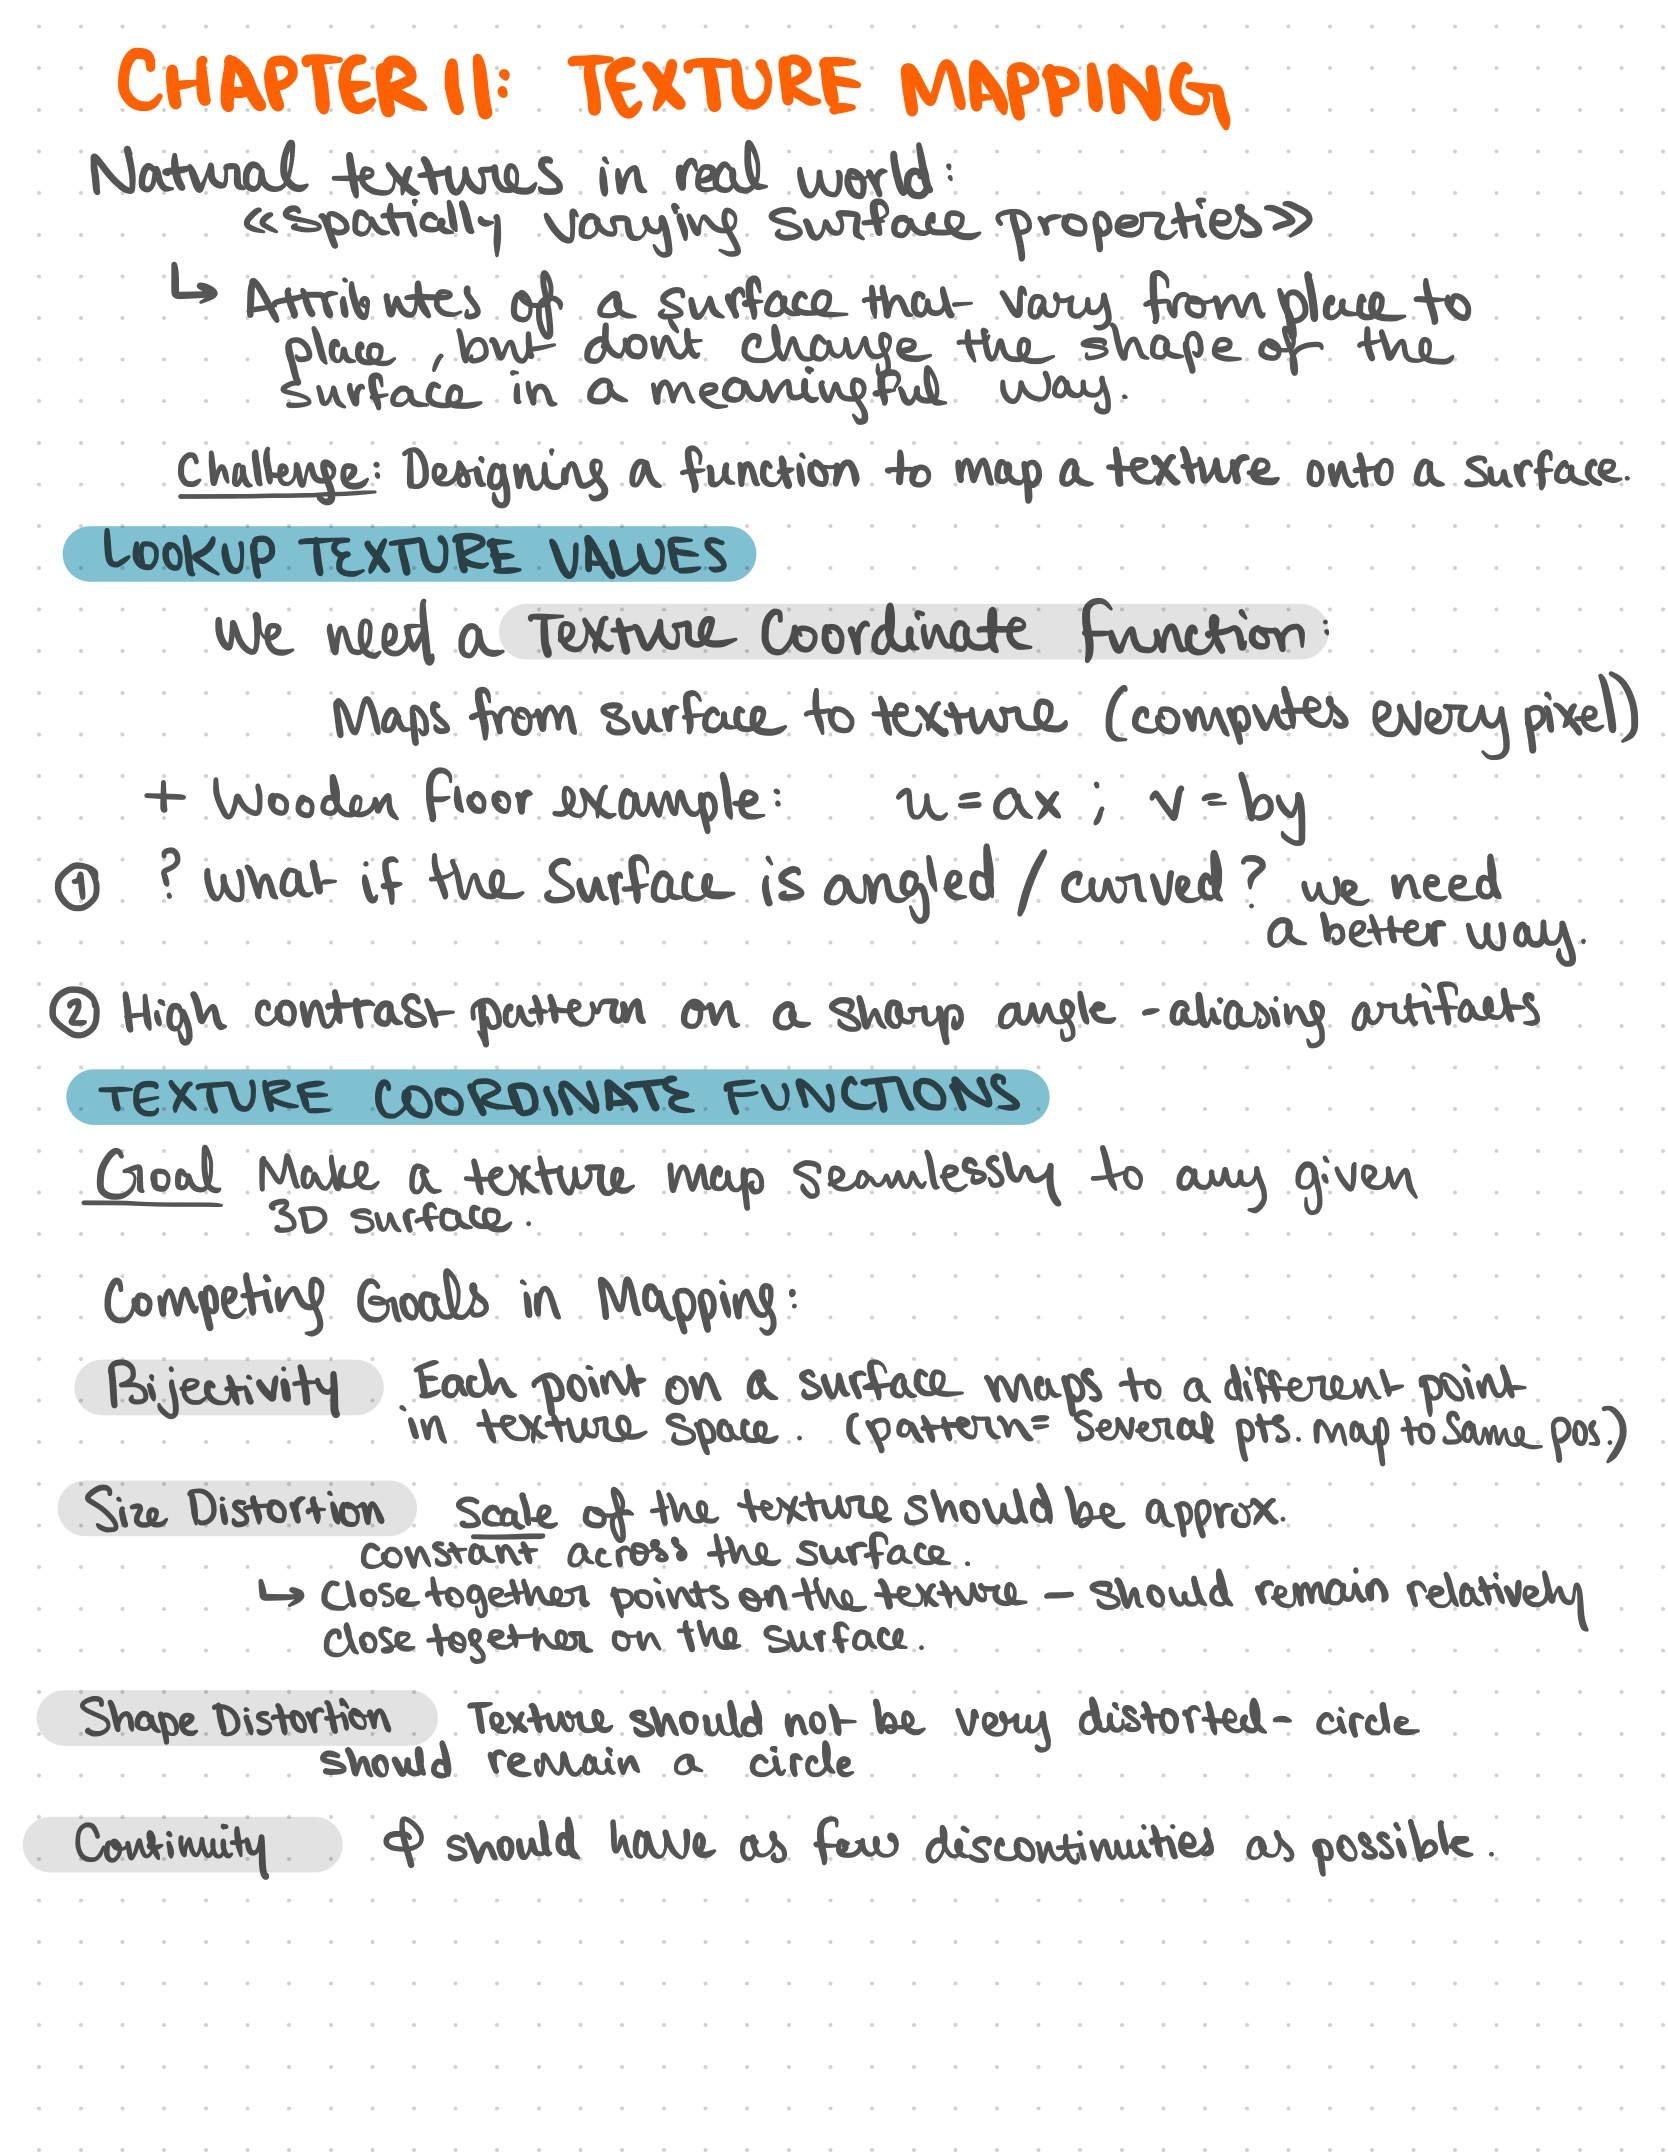 CHAPTER 11: TEXTURE MAPPING
Natural textures in real world:
«spatially varying surface properties»
↳ Attributes of a surface that vary from place to
place, but dont change the shape of the
surface in a meaningful way.
Challenge: Designing a function to map a texture onto a surface.
LOOKUP TEXTURE VALUES
We need a Texture Coordinate function:
Maps from surface to texture (computes every pixel)
+ Wooden floor example: u = ax ; v = by
① ? what if the surface is angled / curved? we need
a better way.
② High contrast pattern on a sharp angle - aliasing artifacts
TEXTURE COORDINATE FUNCTIONS
Goal Make a texture map seamlessly to any given
3D surface.
Competing Goals in Mapping:
Bijectivity Each point on a surface maps to a different point
in texture space. (pattern= several pts. map to same pos.)
Size Distortion scale of the texture should be approx.
constant across the surface.
↳ close together points on the texture – should remain relatively
close together on the surface.
Shape Distortion Texture should not be very distorted - circle
should remain a circle
Continuity ϕ should have as few discontinuities as possible.